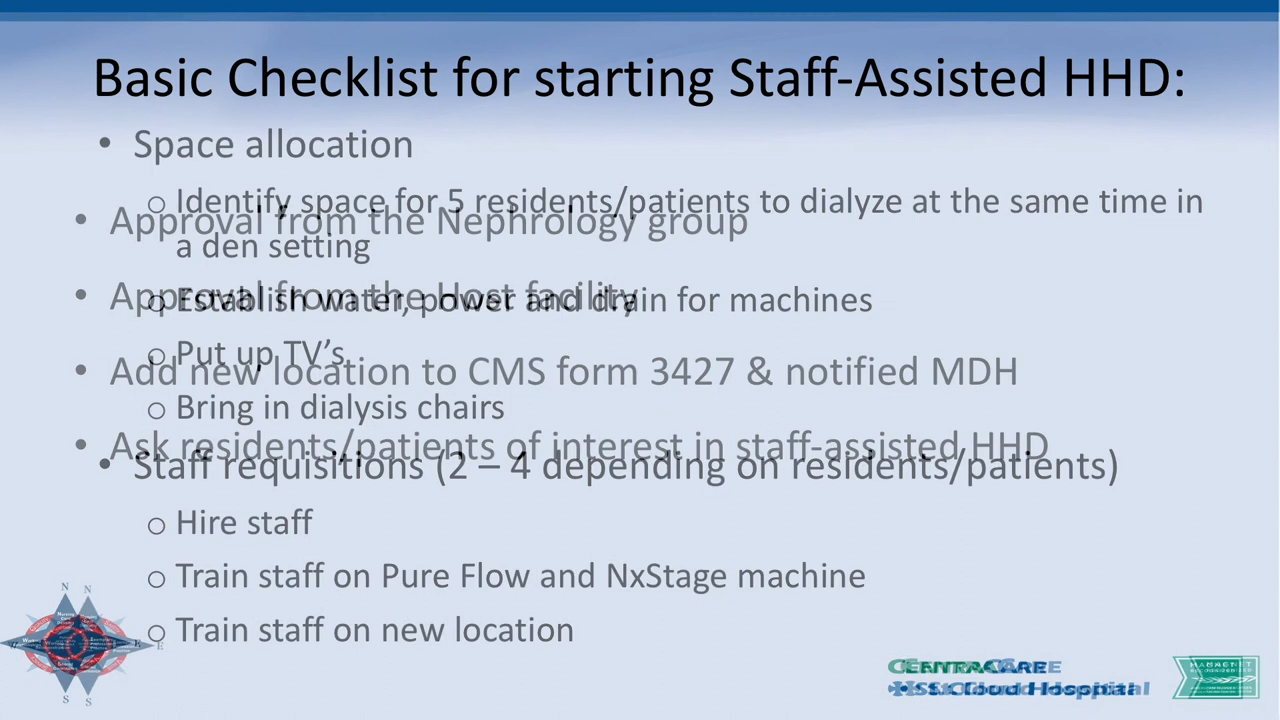 Basic Checklist for starting Staff-Assisted HHD:
• Space allocation
o Identify space for 5 residents/patients to dialyze at the same time in
a den setting
o Establish water, power and drain for machines
o Put up TV’s
o Bring in dialysis chairs
• Staff requisitions (2 – 4 depending on residents/patients)
o Hire staff
o Train staff on Pure Flow and NxStage machine
o Train staff on new location
• Approval from the Nephrology group
• Approval from the Host facility
• Add new location to CMS form 3427 & notified MDH
• Ask residents/patients of interest in staff-assisted HHD
N N
E E
S S
CENTRACARE
St. Cloud Hospital
MAGNET
RECOGNIZED